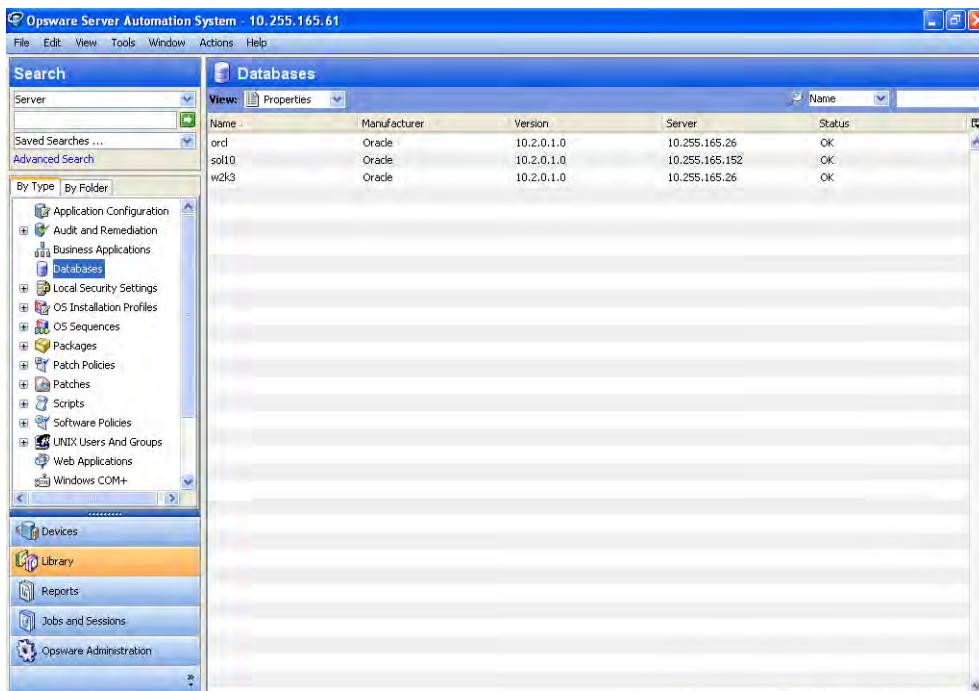 Opsware Server Automation System - 10.255.165.61
File Edit View Tools Window Actions Help
Search
Server
Saved Searches ...
Advanced Search
By Type By Folder
Application Configuration
Audit and Remediation
Business Applications
Databases
Local Security Settings
OS Installation Profiles
OS Sequences
Packages
Patch Policies
Patches
Scripts
Software Policies
UNIX Users And Groups
Web Applications
Windows COM+
Devices
Library
Reports
Jobs and Sessions
Opsware Administration
»
Databases
View: Properties Name
Name Manufacturer Version Server Status
orcl Oracle 10.2.0.1.0 10.255.165.26 OK
sol10 Oracle 10.2.0.1.0 10.255.165.152 OK
w2k3 Oracle 10.2.0.1.0 10.255.165.26 OK